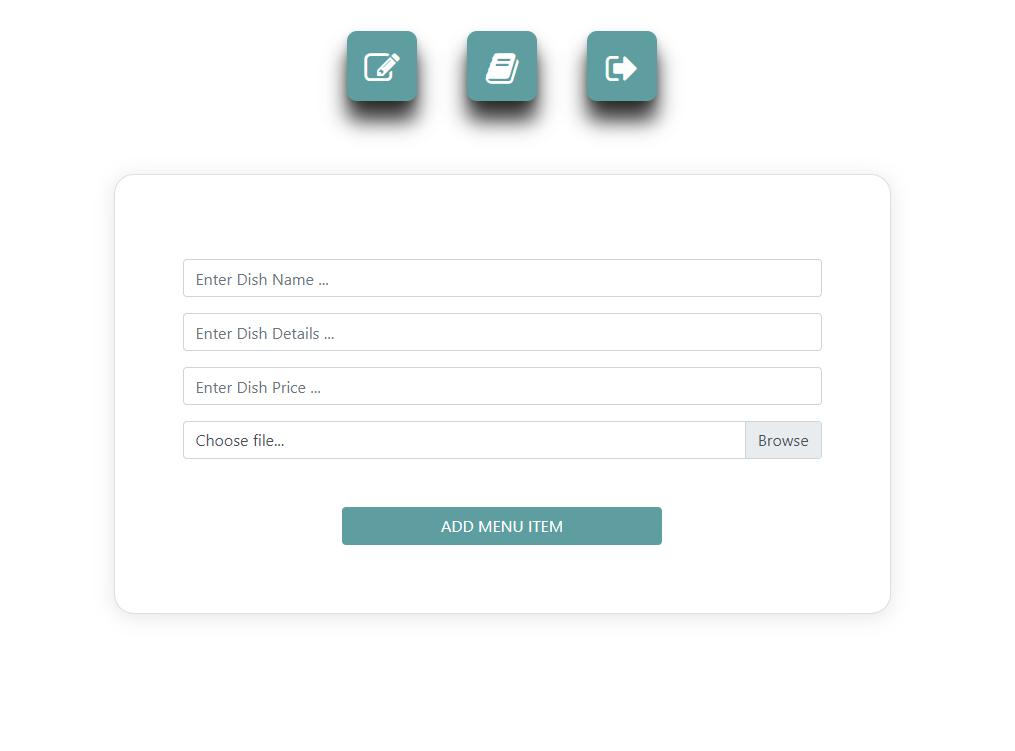 Enter Dish Name ...
Enter Dish Details ...
Enter Dish Price ...
Choose file... Browse
ADD MENU ITEM